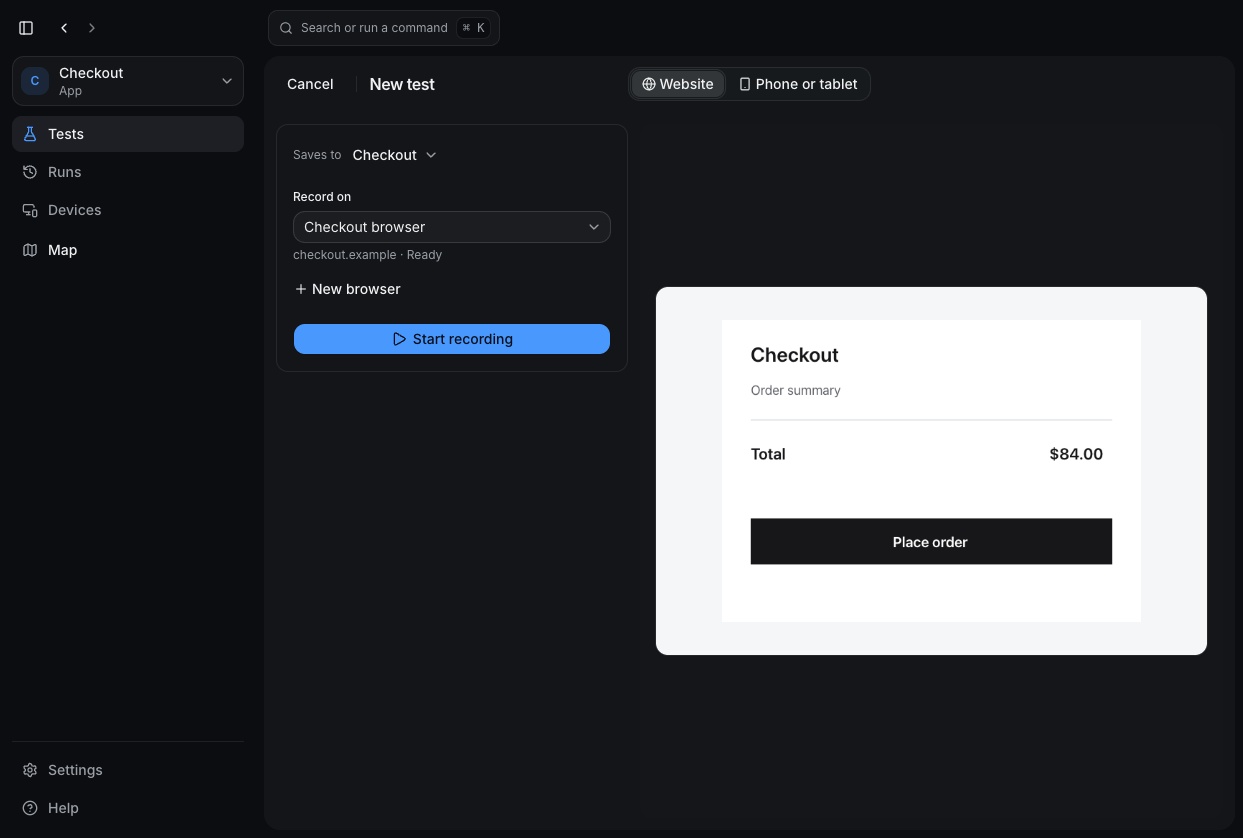 Search or run a command ⌘ K
C
Checkout
App
Cancel
New test
Website
Phone or tablet
Tests
Runs
Devices
Map
Saves to Checkout
Record on
Checkout browser
checkout.example · Ready
+ New browser
Start recording
Checkout
Order summary
Total $84.00
Place order
Settings
Help